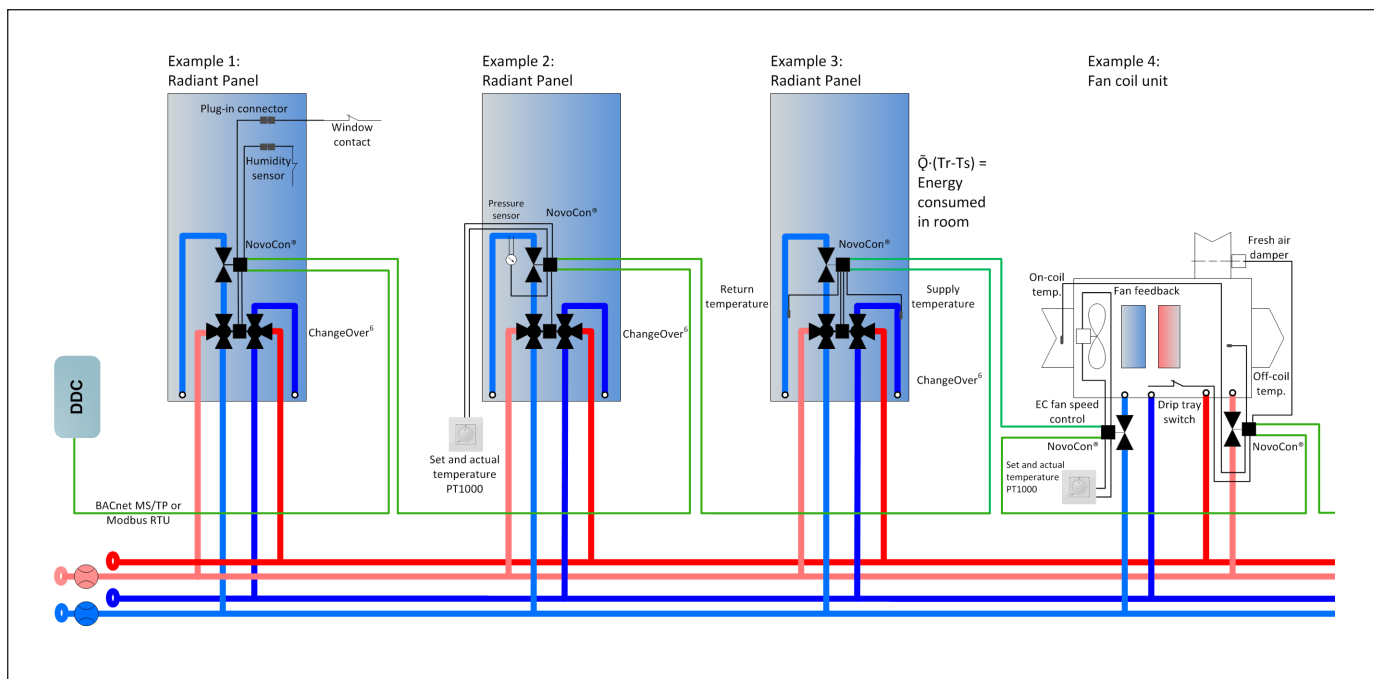 Example 1:
Radiant Panel
Plug-in connector
Window
contact
Humidity
sensor
NovoCon®
ChangeOver⁶
DDC
BACnet MS/TP or
Modbus RTU
Example 2:
Radiant Panel
Pressure
sensor
NovoCon®
ChangeOver⁶
Set and actual
temperature
PT1000
Example 3:
Radiant Panel
Q̄·(Tr-Ts) =
Energy
consumed
in room
NovoCon®
Return
temperature
Supply
temperature
ChangeOver⁶
Example 4:
Fan coil unit
Fresh air
damper
On-coil
temp.
Fan feedback
Off-coil
temp.
EC fan speed
control
Drip tray
switch
NovoCon®
NovoCon®
Set and actual
temperature
PT1000